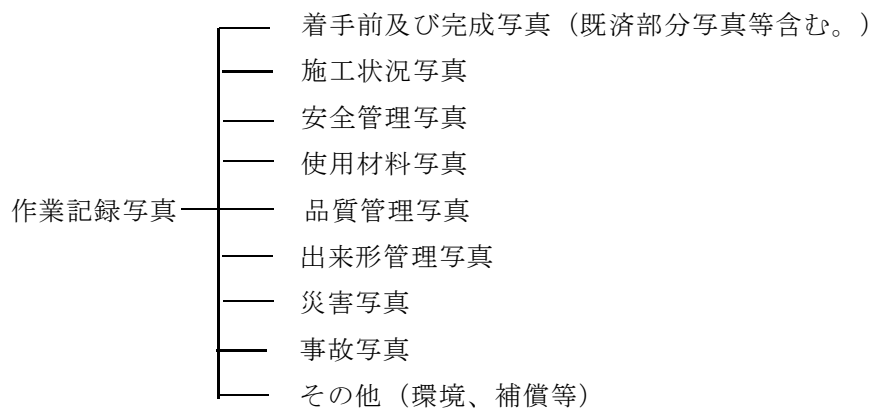 着手前及び完成写真（既済部分写真等含む。）
施工状況写真
安全管理写真
使用材料写真
作業記録写真
品質管理写真
出来形管理写真
災害写真
事故写真
その他（環境、補償等）